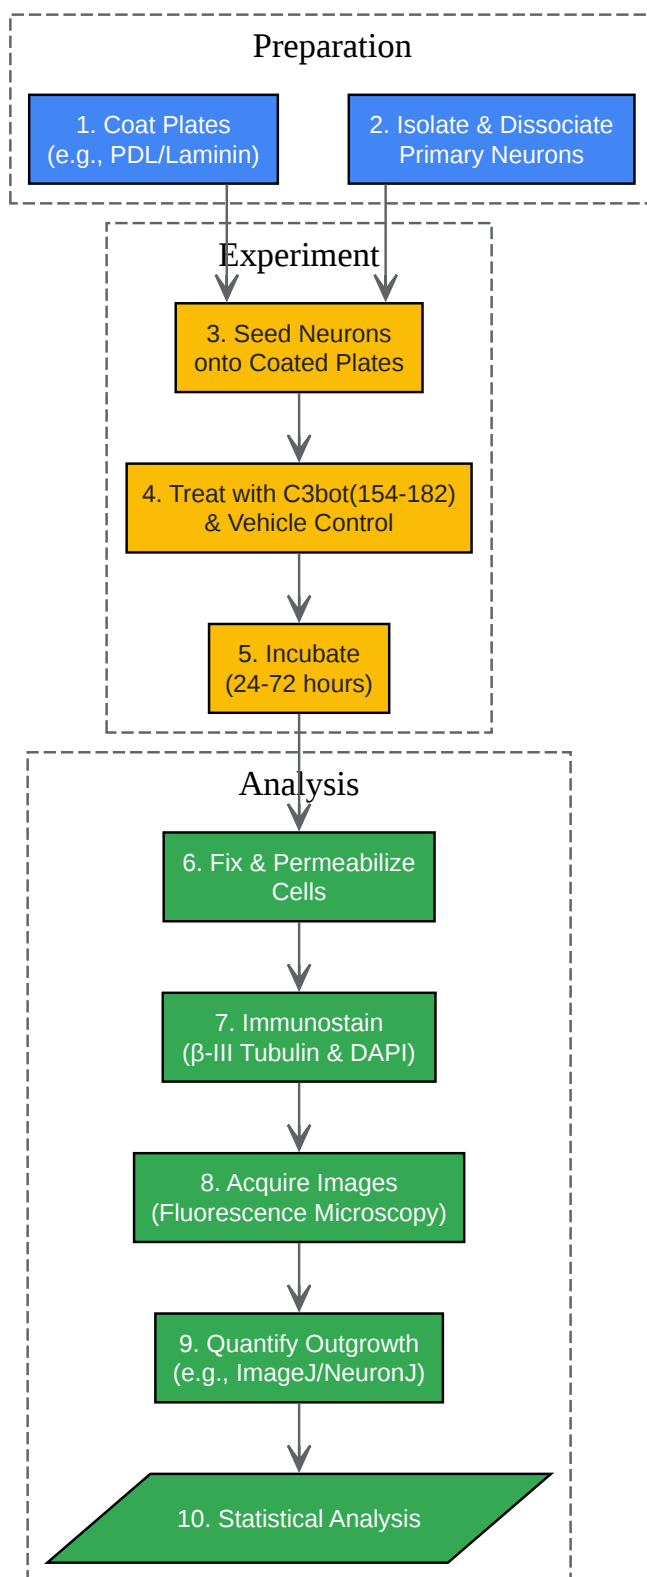 Preparation
1. Coat Plates
(e.g., PDL/Laminin)
2. Isolate & Dissociate
Primary Neurons
Experiment
3. Seed Neurons
onto Coated Plates
4. Treat with C3bot(154-182)
& Vehicle Control
5. Incubate
(24-72 hours)
Analysis
6. Fix & Permeabilize
Cells
7. Immunostain
(β-III Tubulin & DAPI)
8. Acquire Images
(Fluorescence Microscopy)
9. Quantify Outgrowth
(e.g., ImageJ/NeuronJ)
10. Statistical Analysis